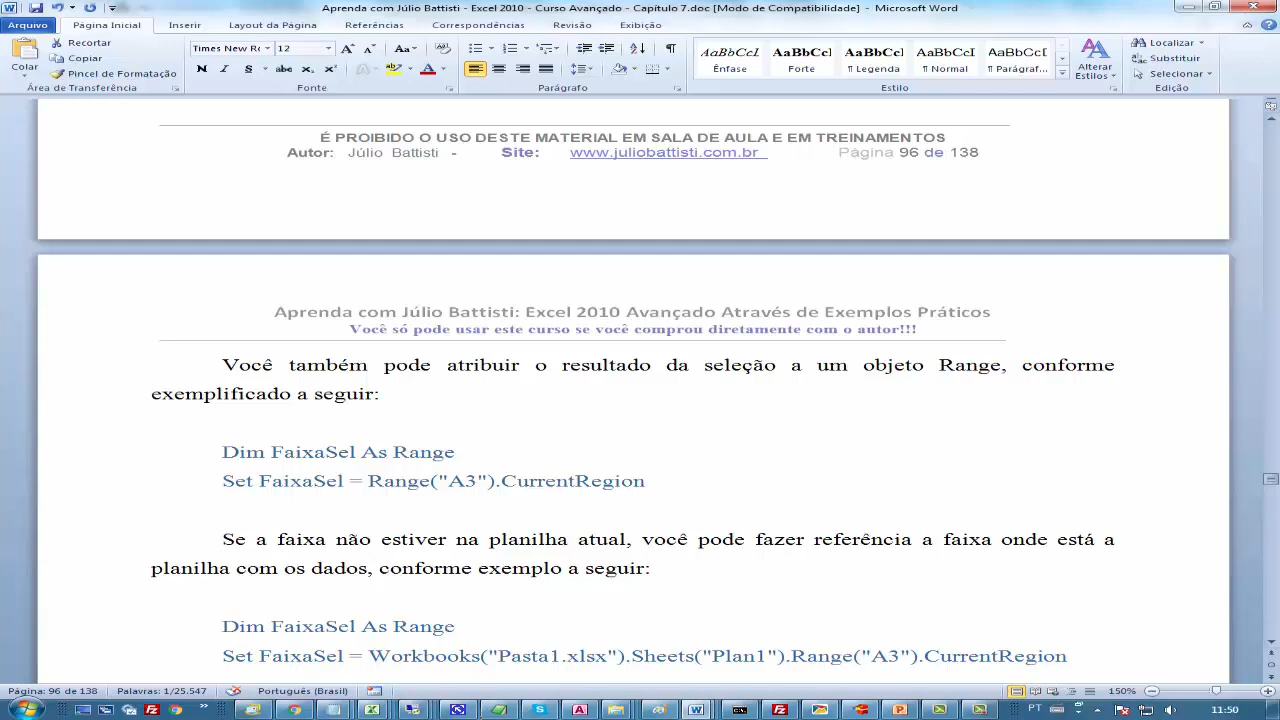 Aprenda com Júlio Battisti - Excel 2010 - Curso Avançado - Capítulo 7.doc [Modo de Compatibilidade] - Microsoft Word
Arquivo Página Inicial Inserir Layout da Página Referências Correspondências Revisão Exibição
Colar
Recortar
Copiar
Pincel de Formatação
Área de Transferência
Times New Ro 12
N I S abc x₂ x² A ab A
Fonte
Parágrafo
AaBbCcI AaBbCcI AaBbCcI AaBbCcI AaBbCcI
Ênfase Forte ¶ Legenda ¶ Normal ¶ Parágraf...
Alterar Estilos
Estilo
Localizar
Substituir
Selecionar
Edição
É PROIBIDO O USO DESTE MATERIAL EM SALA DE AULA E EM TREINAMENTOS
Autor: Júlio Battisti - Site: www.juliobattisti.com.br Página 96 de 138
Aprenda com Júlio Battisti: Excel 2010 Avançado Através de Exemplos Práticos
Você só pode usar este curso se você comprou diretamente com o autor!!!
Você também pode atribuir o resultado da seleção a um objeto Range, conforme
exemplificado a seguir:
Dim FaixaSel As Range
Set FaixaSel = Range("A3").CurrentRegion
Se a faixa não estiver na planilha atual, você pode fazer referência a faixa onde está a
planilha com os dados, conforme exemplo a seguir:
Dim FaixaSel As Range
Set FaixaSel = Workbooks("Pasta1.xlsx").Sheets("Plan1").Range("A3").CurrentRegion
Página: 96 de 138 Palavras: 1/25.547 Português (Brasil) 150%
PT 11:50